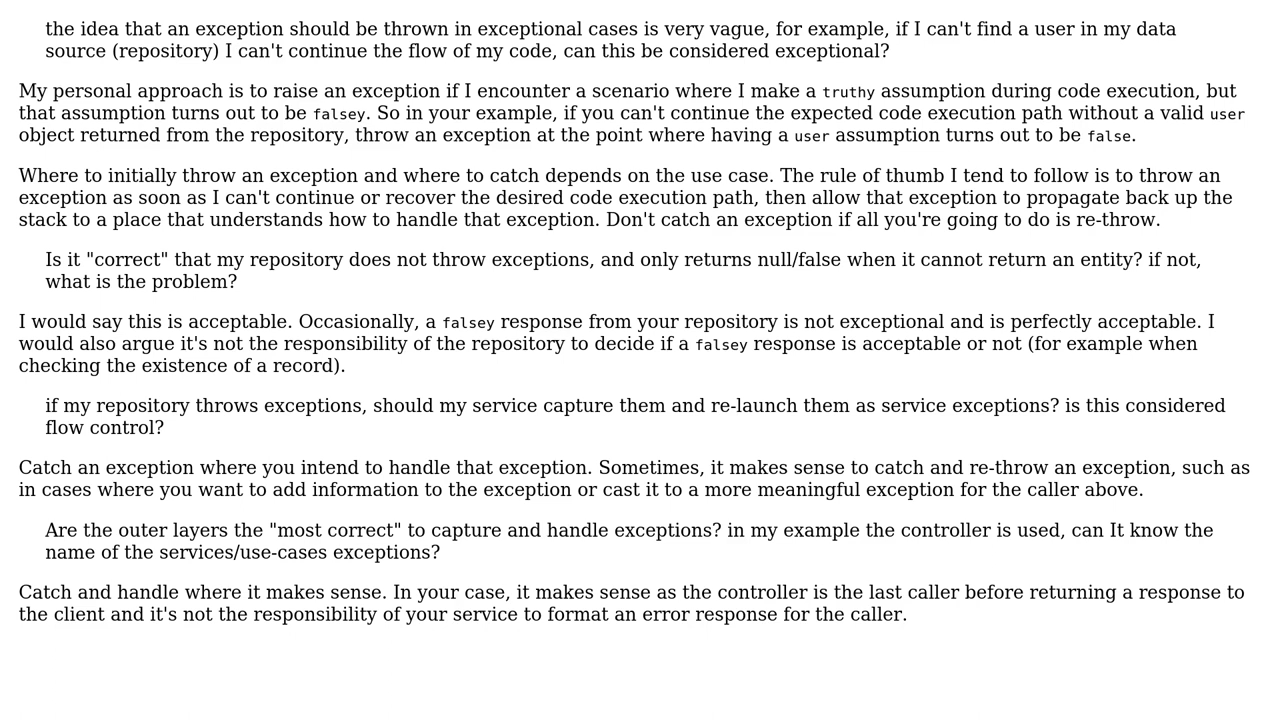 the idea that an exception should be thrown in exceptional cases is very vague, for example, if I can't find a user in my data
source (repository) I can't continue the flow of my code, can this be considered exceptional?
My personal approach is to raise an exception if I encounter a scenario where I make a truthy assumption during code execution, but
that assumption turns out to be falsey. So in your example, if you can't continue the expected code execution path without a valid user
object returned from the repository, throw an exception at the point where having a user assumption turns out to be false.
Where to initially throw an exception and where to catch depends on the use case. The rule of thumb I tend to follow is to throw an
exception as soon as I can't continue or recover the desired code execution path, then allow that exception to propagate back up the
stack to a place that understands how to handle that exception. Don't catch an exception if all you're going to do is re-throw.
Is it "correct" that my repository does not throw exceptions, and only returns null/false when it cannot return an entity? if not,
what is the problem?
I would say this is acceptable. Occasionally, a falsey response from your repository is not exceptional and is perfectly acceptable. I
would also argue it's not the responsibility of the repository to decide if a falsey response is acceptable or not (for example when
checking the existence of a record).
if my repository throws exceptions, should my service capture them and re-launch them as service exceptions? is this considered
flow control?
Catch an exception where you intend to handle that exception. Sometimes, it makes sense to catch and re-throw an exception, such as
in cases where you want to add information to the exception or cast it to a more meaningful exception for the caller above.
Are the outer layers the "most correct" to capture and handle exceptions? in my example the controller is used, can It know the
name of the services/use-cases exceptions?
Catch and handle where it makes sense. In your case, it makes sense as the controller is the last caller before returning a response to
the client and it's not the responsibility of your service to format an error response for the caller.